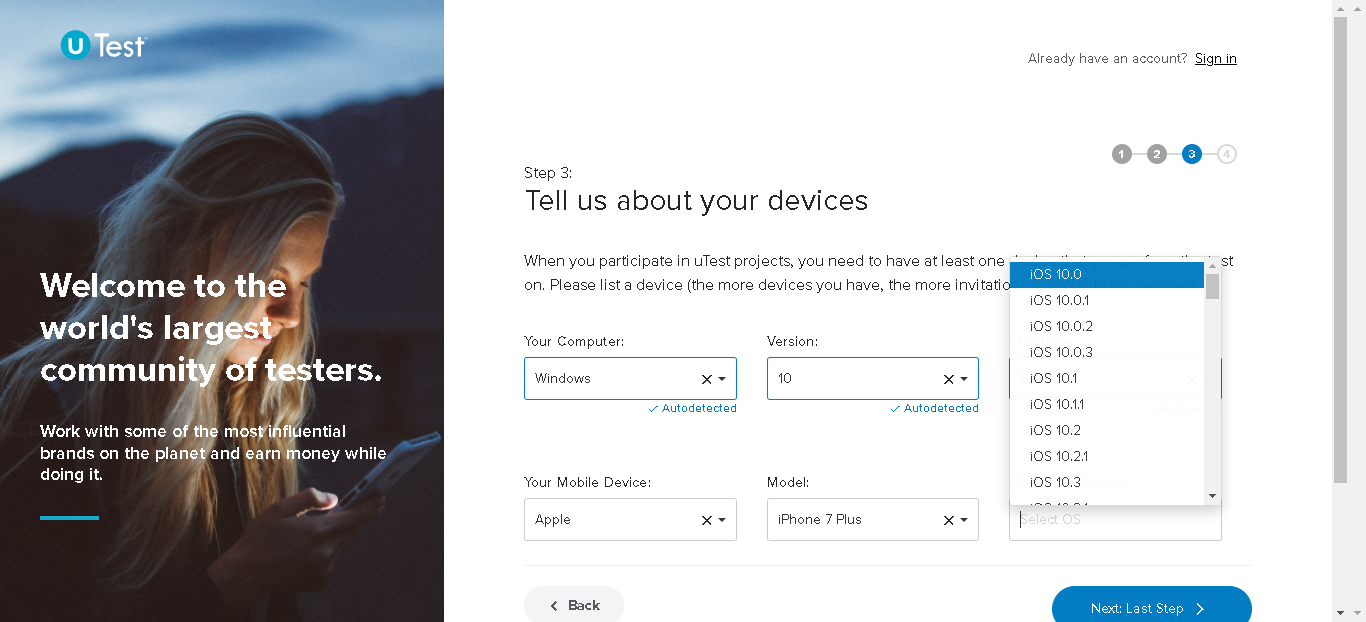 U Test
Already have an account? Sign in
1 2 3 4
Step 3:
Tell us about your devices
Welcome to the
world's largest
community of testers.
Work with some of the most influential
brands on the planet and earn money while
doing it.
When you participate in uTest projects, you need to have at least one
on. Please list a device (the more devices you have, the more
Your Computer:
Windows
Autodetected
Version:
10
Autodetected
iOS 10.0
iOS 10.0.1
iOS 10.0.2
iOS 10.0.3
iOS 10.1
iOS 10.1.1
iOS 10.2
iOS 10.2.1
iOS 10.3
Your Mobile Device:
Apple
Model:
iPhone 7 Plus
Select OS
Back
Next: Last Step